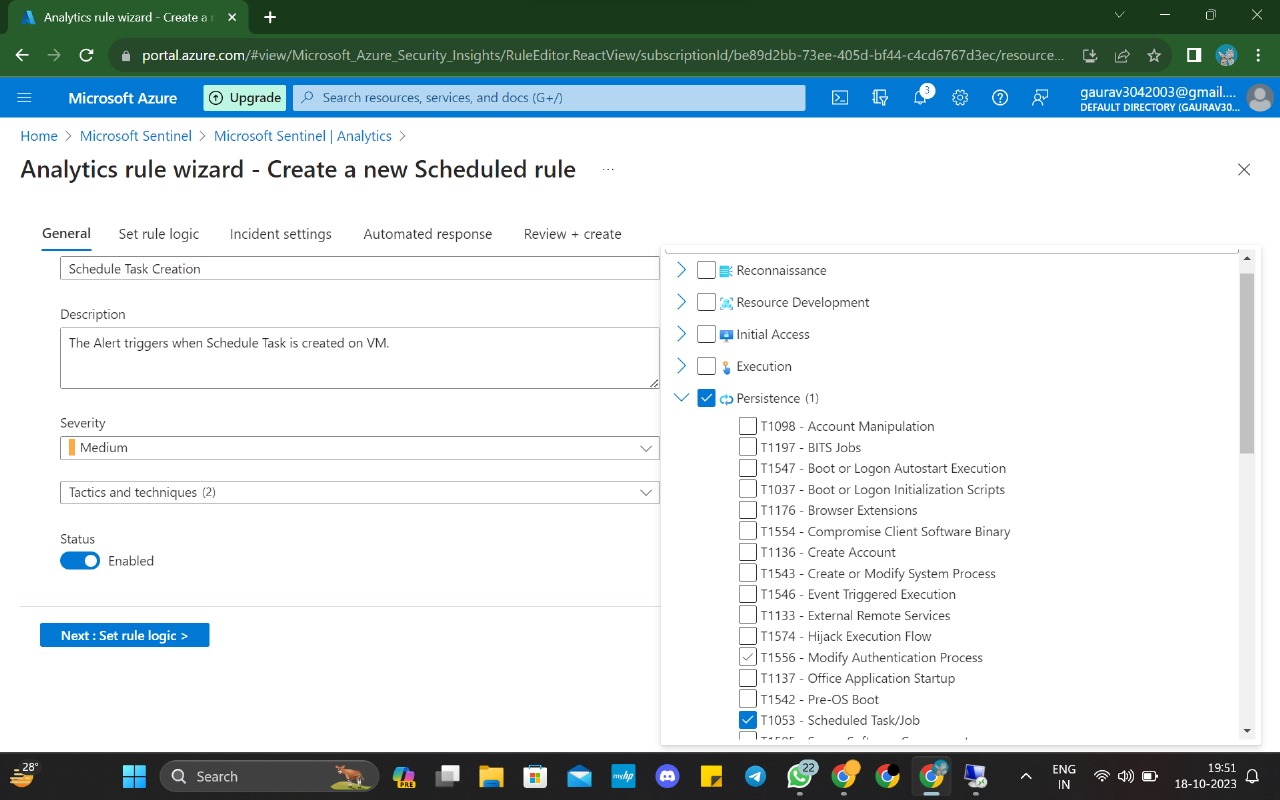 Analytics rule wizard - Create a n
portal.azure.com/#view/Microsoft_Azure_Security_Insights/RuleEditor.ReactView/subscriptionId/be89d2bb-73ee-405d-bf44-c4cd6767d3ec/resource...
Microsoft Azure
Upgrade
Search resources, services, and docs (G+/)
3
gaurav3042003@gmail....
DEFAULT DIRECTORY (GAURAV30...
Home > Microsoft Sentinel > Microsoft Sentinel | Analytics >
Analytics rule wizard - Create a new Scheduled rule ...
General
Set rule logic
Incident settings
Automated response
Review + create
Schedule Task Creation
Description
The Alert triggers when Schedule Task is created on VM.
Severity
Medium
Tactics and techniques (2)
Status
Enabled
Next : Set rule logic >
Reconnaissance
Resource Development
Initial Access
Execution
Persistence (1)
T1098 - Account Manipulation
T1197 - BITS Jobs
T1547 - Boot or Logon Autostart Execution
T1037 - Boot or Logon Initialization Scripts
T1176 - Browser Extensions
T1554 - Compromise Client Software Binary
T1136 - Create Account
T1543 - Create or Modify System Process
T1546 - Event Triggered Execution
T1133 - External Remote Services
T1574 - Hijack Execution Flow
T1556 - Modify Authentication Process
T1137 - Office Application Startup
T1542 - Pre-OS Boot
T1053 - Scheduled Task/Job
28°
Search
PRE
myhp
22
ENG
IN
19:51
18-10-2023